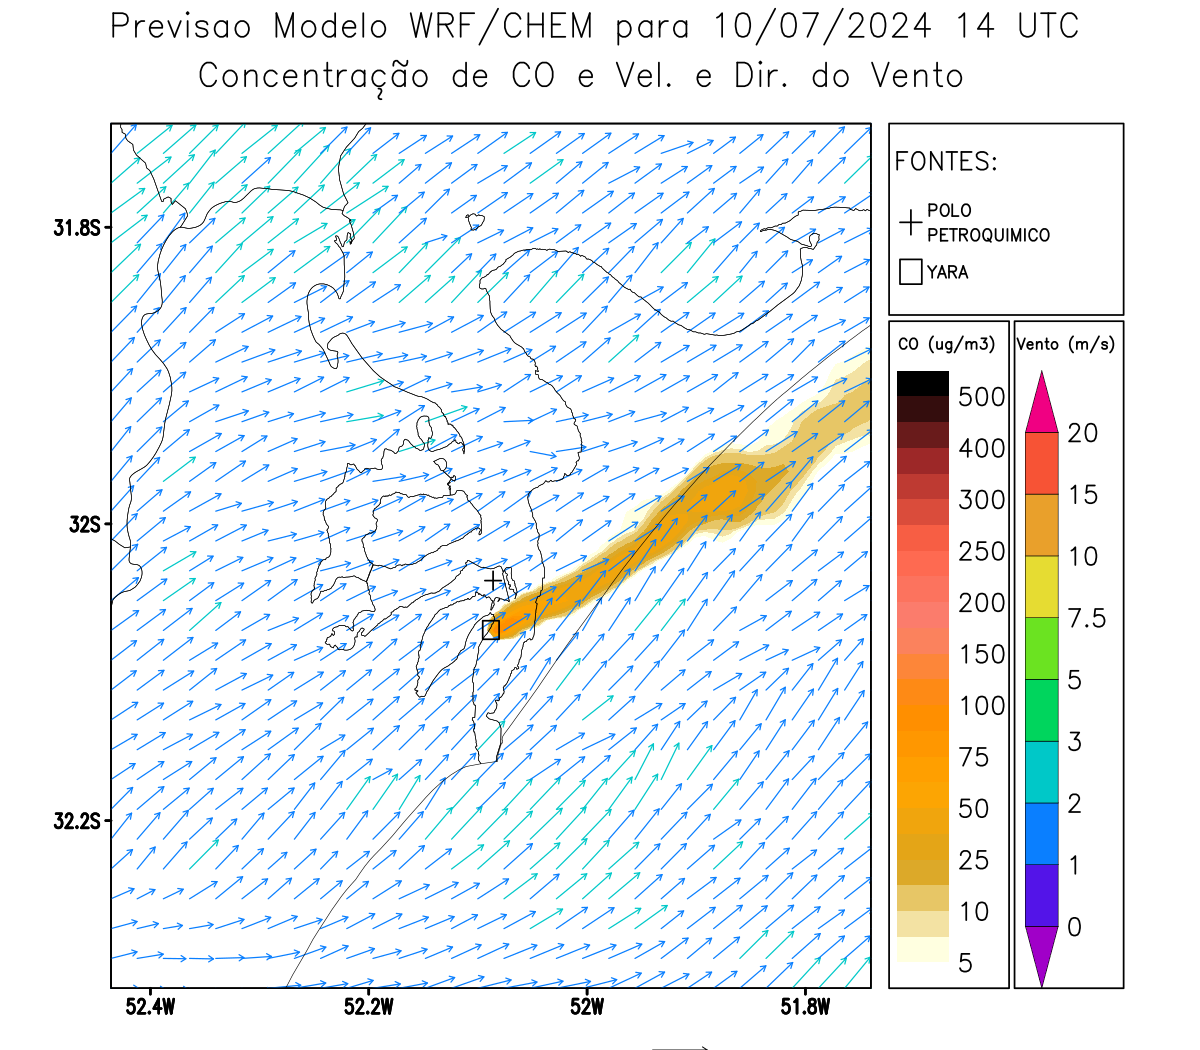 Previsao Modelo WRF/CHEM para 10/07/2024 14 UTC
Concentração de CO e Vel. e Dir. do Vento
FONTES:
POLO
PETROQUIMICO
YARA
CO (ug/m3)
500
400
300
250
200
150
100
75
50
25
10
5
Vento (m/s)
20
15
10
7.5
5
3
2
1
0
31.8S
32S
32.2S
52.4W
52.2W
52W
51.8W